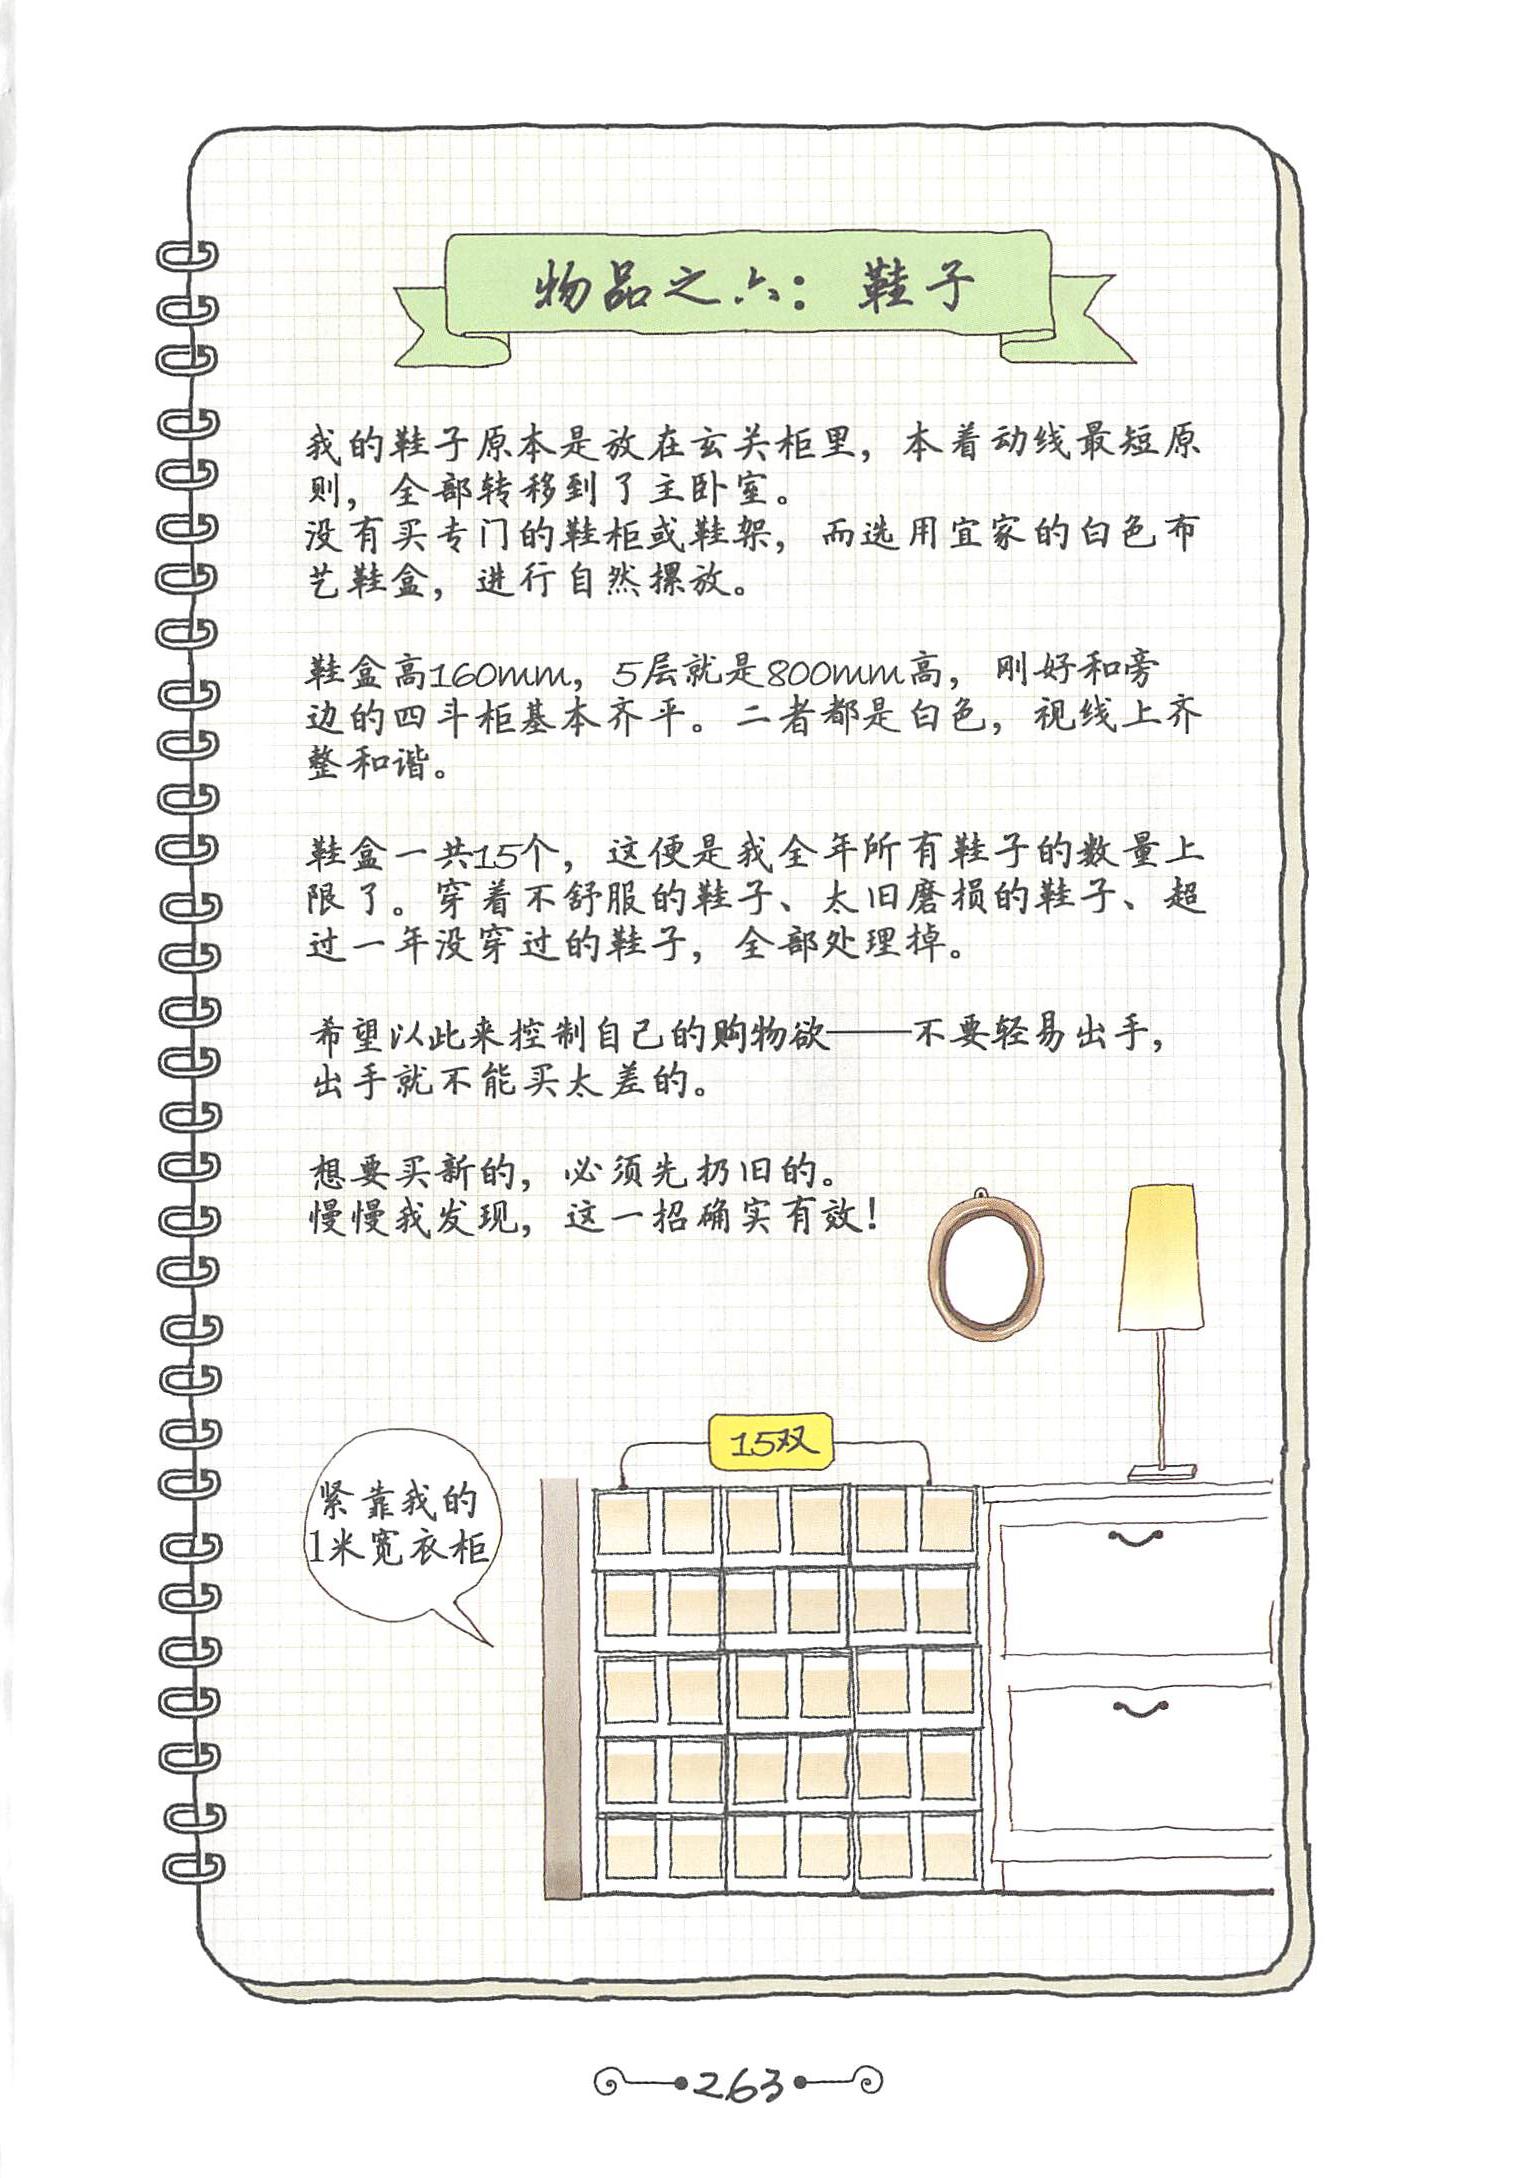 物品之六：鞋子
我的鞋子原本是放在玄关柜里，本着动线最短原
则，全部转移到了主卧室。
没有买专门的鞋柜或鞋架，而选用宜家的白色布
艺鞋盒，进行自然摞放。
鞋盒高160mm，5层就是800mm高，刚好和旁
边的四斗柜基本齐平。二者都是白色，视线上齐
整和谐。
鞋盒一共15个，这便是我全年所有鞋子的数量上
限了。穿着不舒服的鞋子、太旧磨损的鞋子、超
过一年没穿过的鞋子，全部处理掉。
希望以此来控制自己的购物欲——不要轻易出手，
出手就不能买太差的。
想要买新的，必须先扔旧的。
慢慢我发现，这一招确实有效！
15双
紧靠我的
1米宽衣柜
263